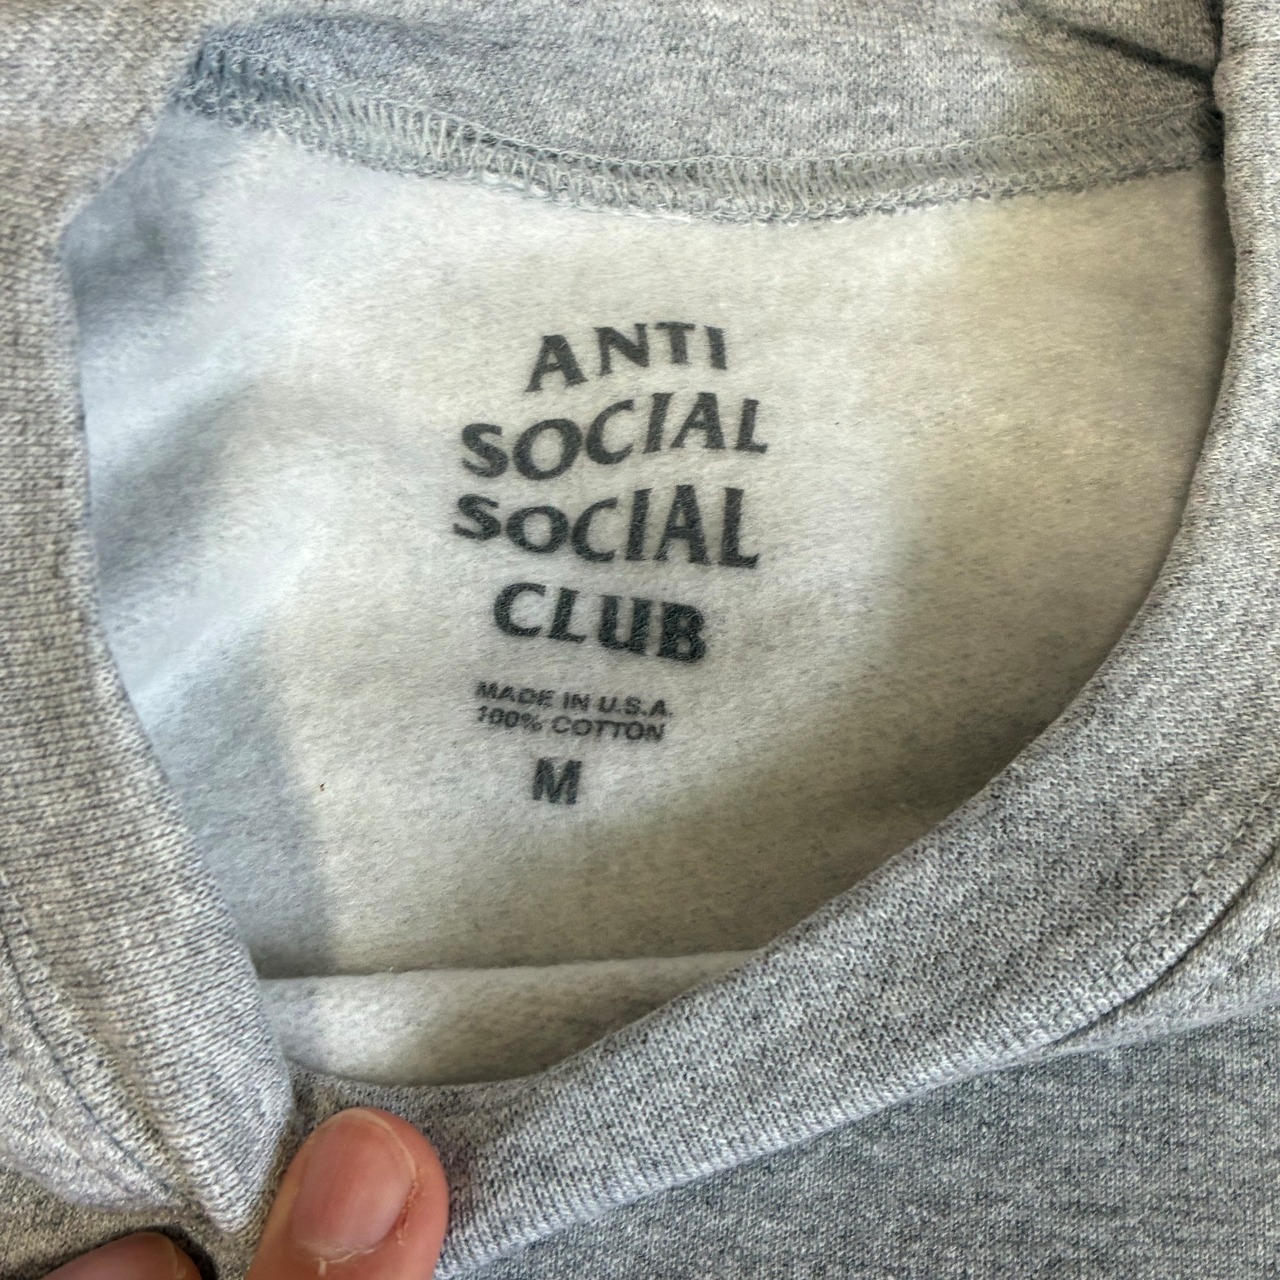 ANTI
SOCIAL
SOCIAL
CLUB
MADE IN U.S.A.
100% COTTON
M